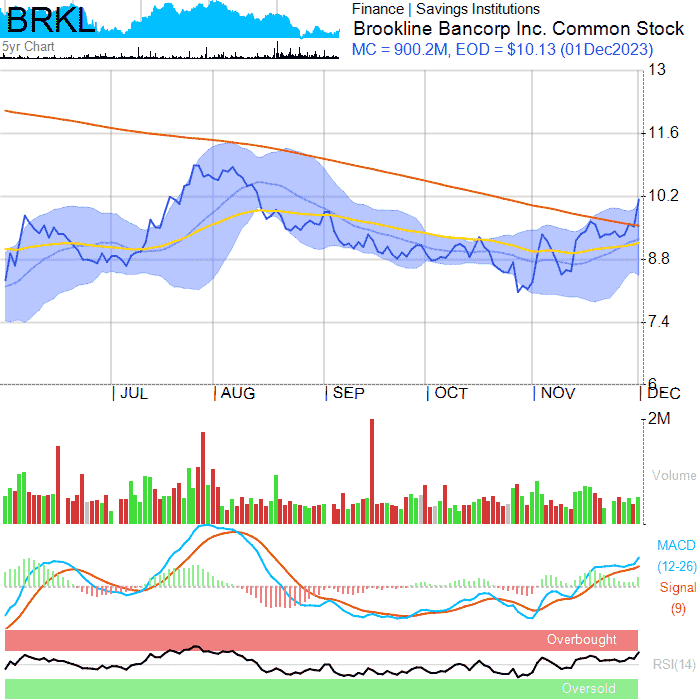 BRKL
5yr Chart
Finance | Savings Institutions
Brookline Bancorp Inc. Common Stock
MC = 900.2M, EOD = $10.13 (01Dec2023)
13
11.6
10.2
8.8
7.4
6
| JUL | AUG | SEP | OCT | NOV | DEC
2M
Volume
MACD
(12-26)
Signal
(9)
Overbought
RSI(14)
Oversold